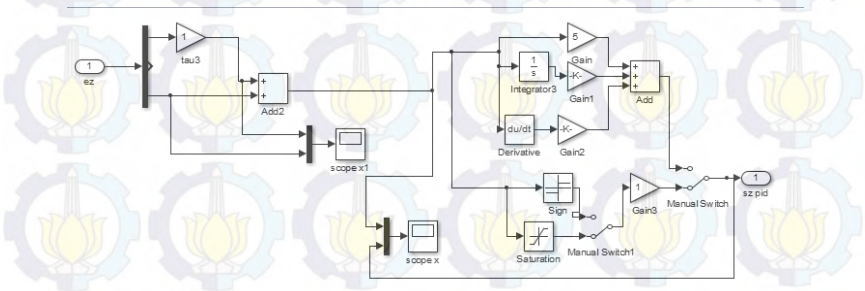 1
ez
1
tau3
+
+
Add2
scope x1
5
Gain
1
s
Integrator3
-K-
Gain1
+
+
+
Add
du/dt
Derivative
-K-
Gain2
Sign
Saturation
Manual Switch1
1
Gain3
Manual Switch
1
sz pid
scope x